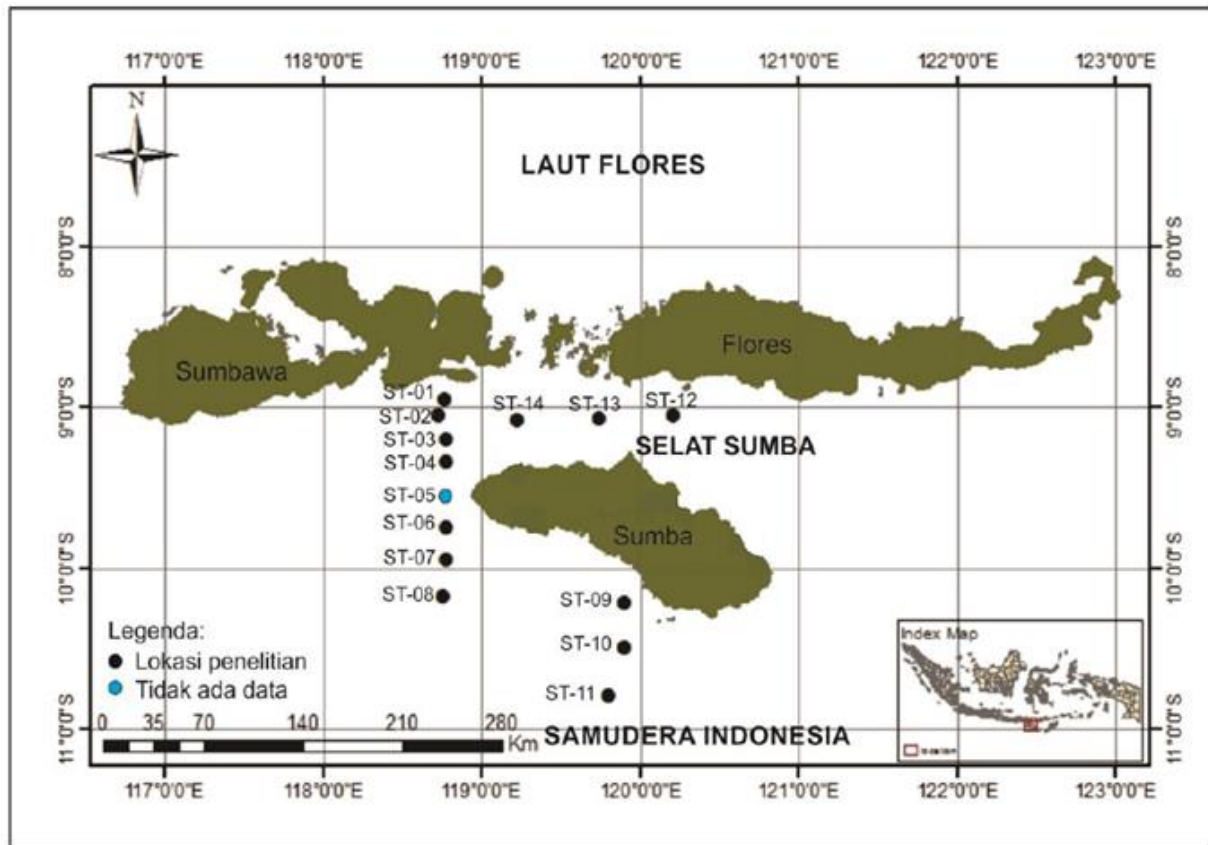 117°0'0"E 118°0'0"E 119°0'0"E 120°0'0"E 121°0'0"E 122°0'0"E 123°0'0"E
N
LAUT FLORES
8°0'0"S 8°0'0"S
Sumbawa
Flores
ST-01
ST-14 ST-13 ST-12
9°0'0"S 9°0'0"S
ST-02
ST-03
SELAT SUMBA
ST-04
ST-05
ST-06
Sumba
ST-07
10°0'0"S 10°0'0"S
ST-08
ST-09
Legenda:
Index Map
ST-10
Lokasi penelitian
Tidak ada data
ST-11
0 35 70 140 210 280
Km
SAMUDERA INDONESIA
11°0'0"S 11°0'0"S
117°0'0"E 118°0'0"E 119°0'0"E 120°0'0"E 121°0'0"E 122°0'0"E 123°0'0"E